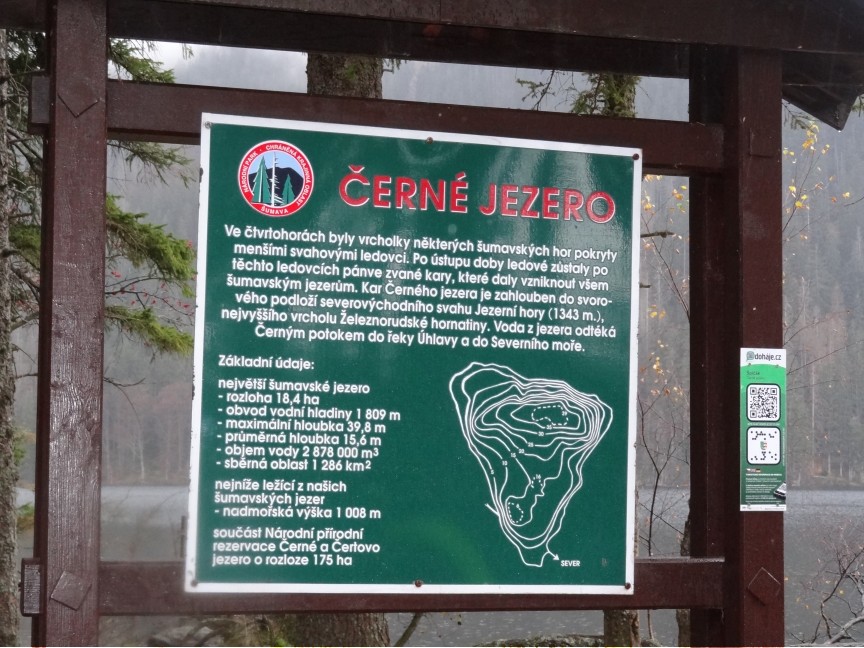 NÁRODNÍ PARK • CHRÁNĚNÁ KRAJINNÁ OBLAST
ŠUMAVA
ČERNÉ JEZERO
Ve čtvrtohorách byly vrcholky některých šumavských hor pokryty
menšími svahovými ledovci. Po ústupu doby ledové zůstaly po
těchto ledovcích pánve zvané kary, které daly vzniknout všem
šumavským jezerům. Kar Černého jezera je zahlouben do svoro-
vého podloží severovýchodního svahu Jezerní hory (1343 m.),
nejvyššího vrcholu Železnorudské hornatiny. Voda z jezera odtéká
Černým potokem do řeky Úhlavy a do Severního moře.
Základní údaje:
největší šumavské jezero
- rozloha 18,4 ha
- obvod vodní hladiny 1 809 m
- maximální hloubka 39,8 m
- průměrná hloubka 15,6 m
- objem vody 2 878 000 m³
- sběrná oblast 1 286 km²
nejníže ležící z našich
šumavských jezer
- nadmořská výška 1 008 m
součást Národní přírodní
rezervace Černé a Čertovo
jezero o rozloze 175 ha
SEVER
dohaje.cz